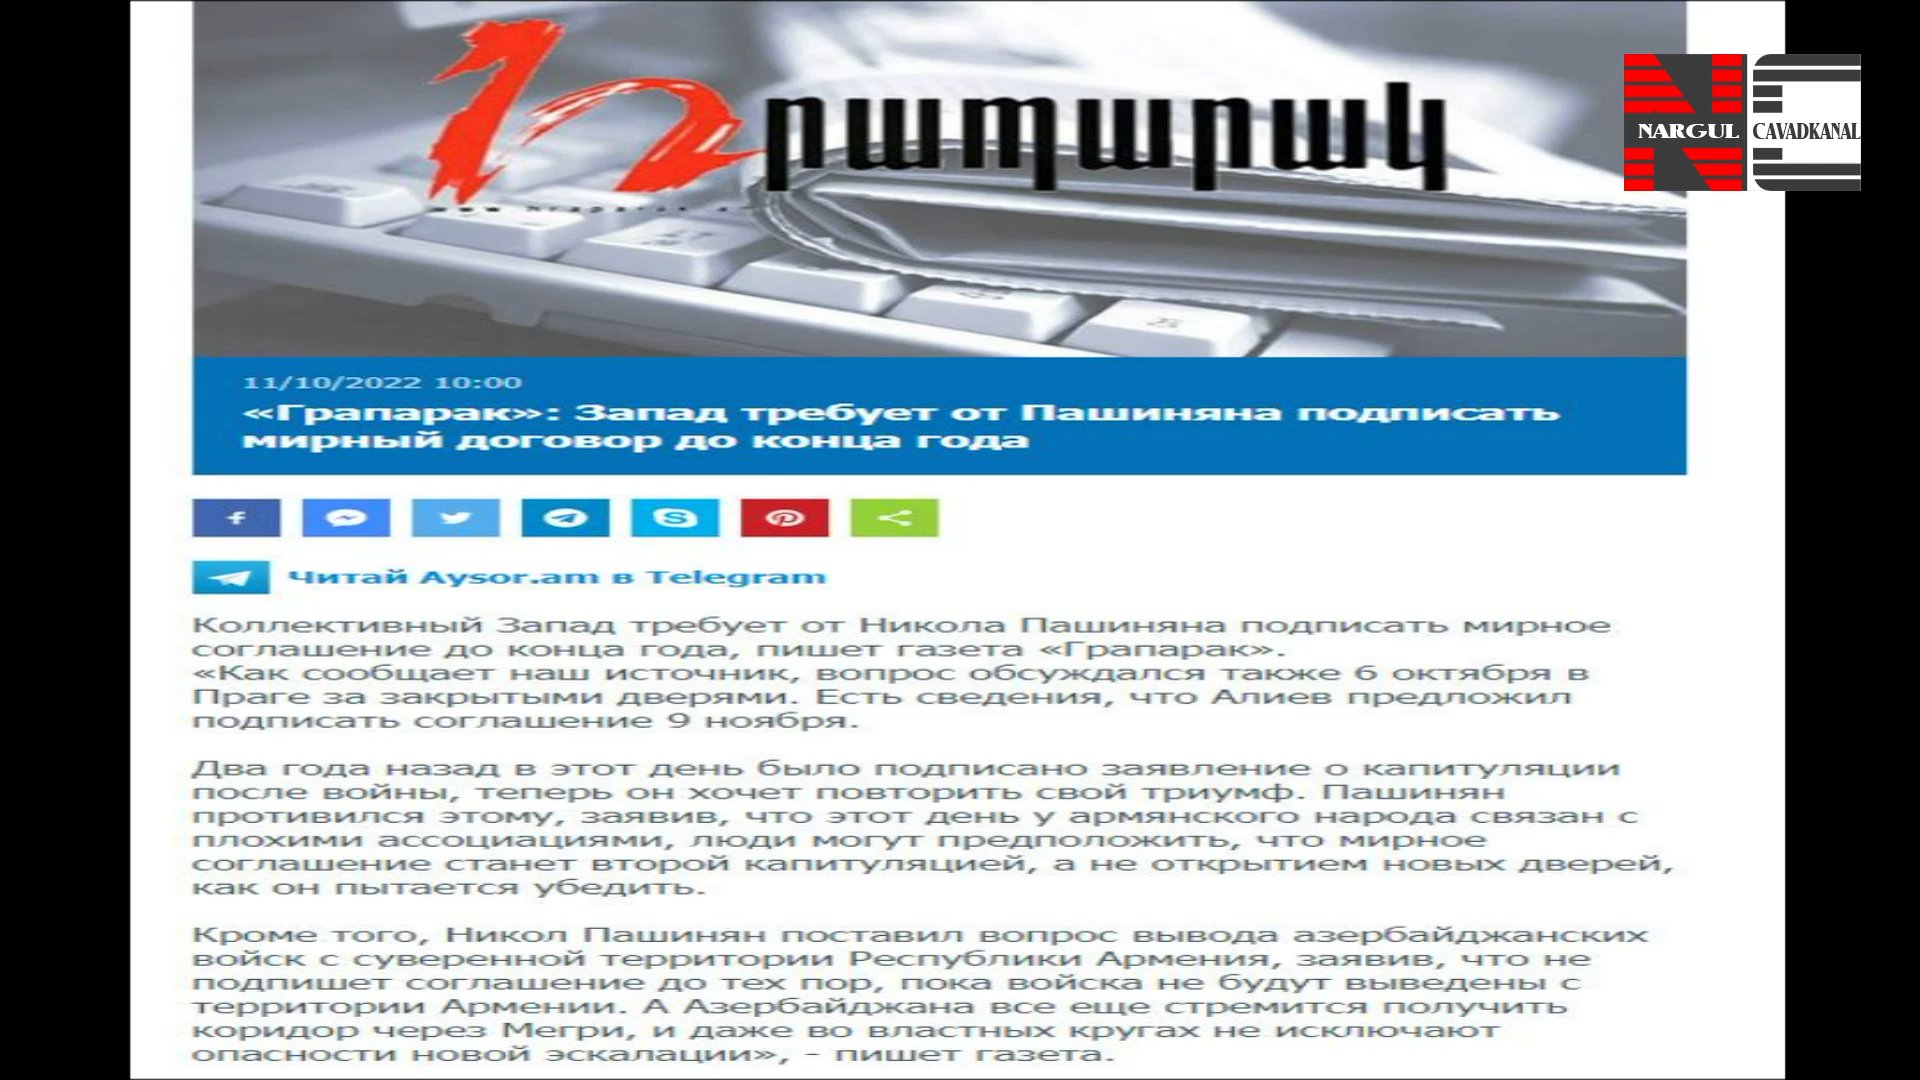 Հրապարակ
NARGUL CAVADKANAL
11/10/2022 10:00
«Грапарак»: Запад требует от Пашиняна подписать
мирный договор до конца года
Читай Aysor.am в Telegram
Коллективный Запад требует от Никола Пашиняна подписать мирное
соглашение до конца года, пишет газета «Грапарак».
«Как сообщает наш источник, вопрос обсуждался также 6 октября в
Праге за закрытыми дверями. Есть сведения, что Алиев предложил
подписать соглашение 9 ноября.
Два года назад в этот день было подписано заявление о капитуляции
после войны, теперь он хочет повторить свой триумф. Пашинян
противился этому, заявив, что этот день у армянского народа связан с
плохими ассоциациями, люди могут предположить, что мирное
соглашение станет второй капитуляцией, а не открытием новых дверей,
как он пытается убедить.
Кроме того, Никол Пашинян поставил вопрос вывода азербайджанских
войск с суверенной территории Республики Армения, заявив, что не
подпишет соглашение до тех пор, пока войска не будут выведены с
территории Армении. А Азербайджана все еще стремится получить
коридор через Мегри, и даже во властных кругах не исключают
опасности новой эскалации», - пишет газета.